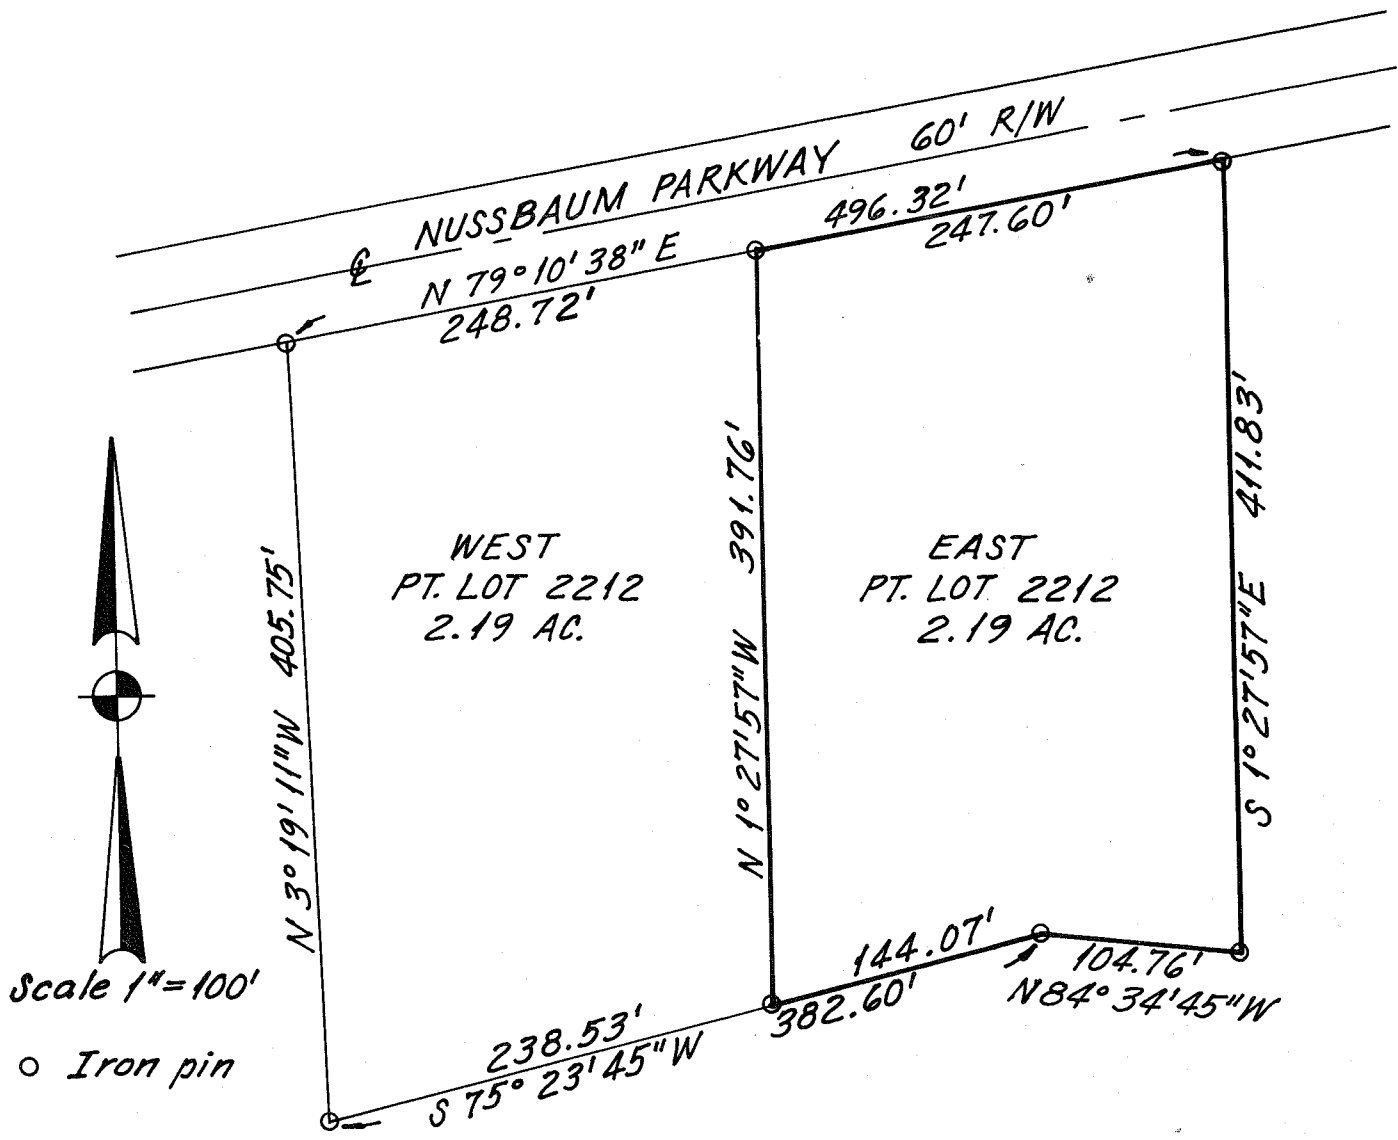 NUSSBAUM PARKWAY 60' R/W
℄
N 79° 10' 38" E
248.72'
496.32'
247.60'
N 3° 19' 11" W 405.75'
WEST
PT. LOT 2212
2.19 AC.
N 1° 27' 57" W 391.76'
EAST
PT. LOT 2212
2.19 AC.
S 1° 27' 57" E 411.83'
144.07'
382.60'
104.76'
N 84° 34' 45" W
238.53'
S 75° 23' 45" W
Scale 1"=100'
Iron pin